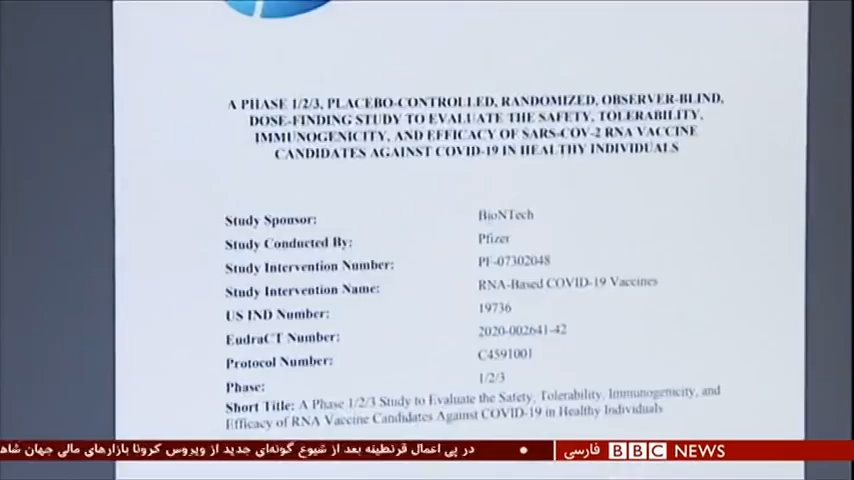 A PHASE 1/2/3, PLACEBO-CONTROLLED, RANDOMIZED, OBSERVER-BLIND,
DOSE-FINDING STUDY TO EVALUATE THE SAFETY, TOLERABILITY,
IMMUNOGENICITY, AND EFFICACY OF SARS-COV-2 RNA VACCINE
CANDIDATES AGAINST COVID-19 IN HEALTHY INDIVIDUALS
Study Sponsor: BioNTech
Study Conducted By: Pfizer
Study Intervention Number: PF-07302048
Study Intervention Name: RNA-Based COVID-19 Vaccines
US IND Number: 19736
EudraCT Number: 2020-002641-42
Protocol Number: C4591001
Phase: 1/2/3
Short Title: A Phase 1/2/3 Study to Evaluate the Safety, Tolerability, Immunogenicity, and
Efficacy of RNA Vaccine Candidates Against COVID-19 in Healthy Individuals
در پی اعمال قرنطینه بعد از شیوع گونه‌ای جدید از ویروس کرونا بازارهای مالی جهان شاه
BBC NEWS فارسی